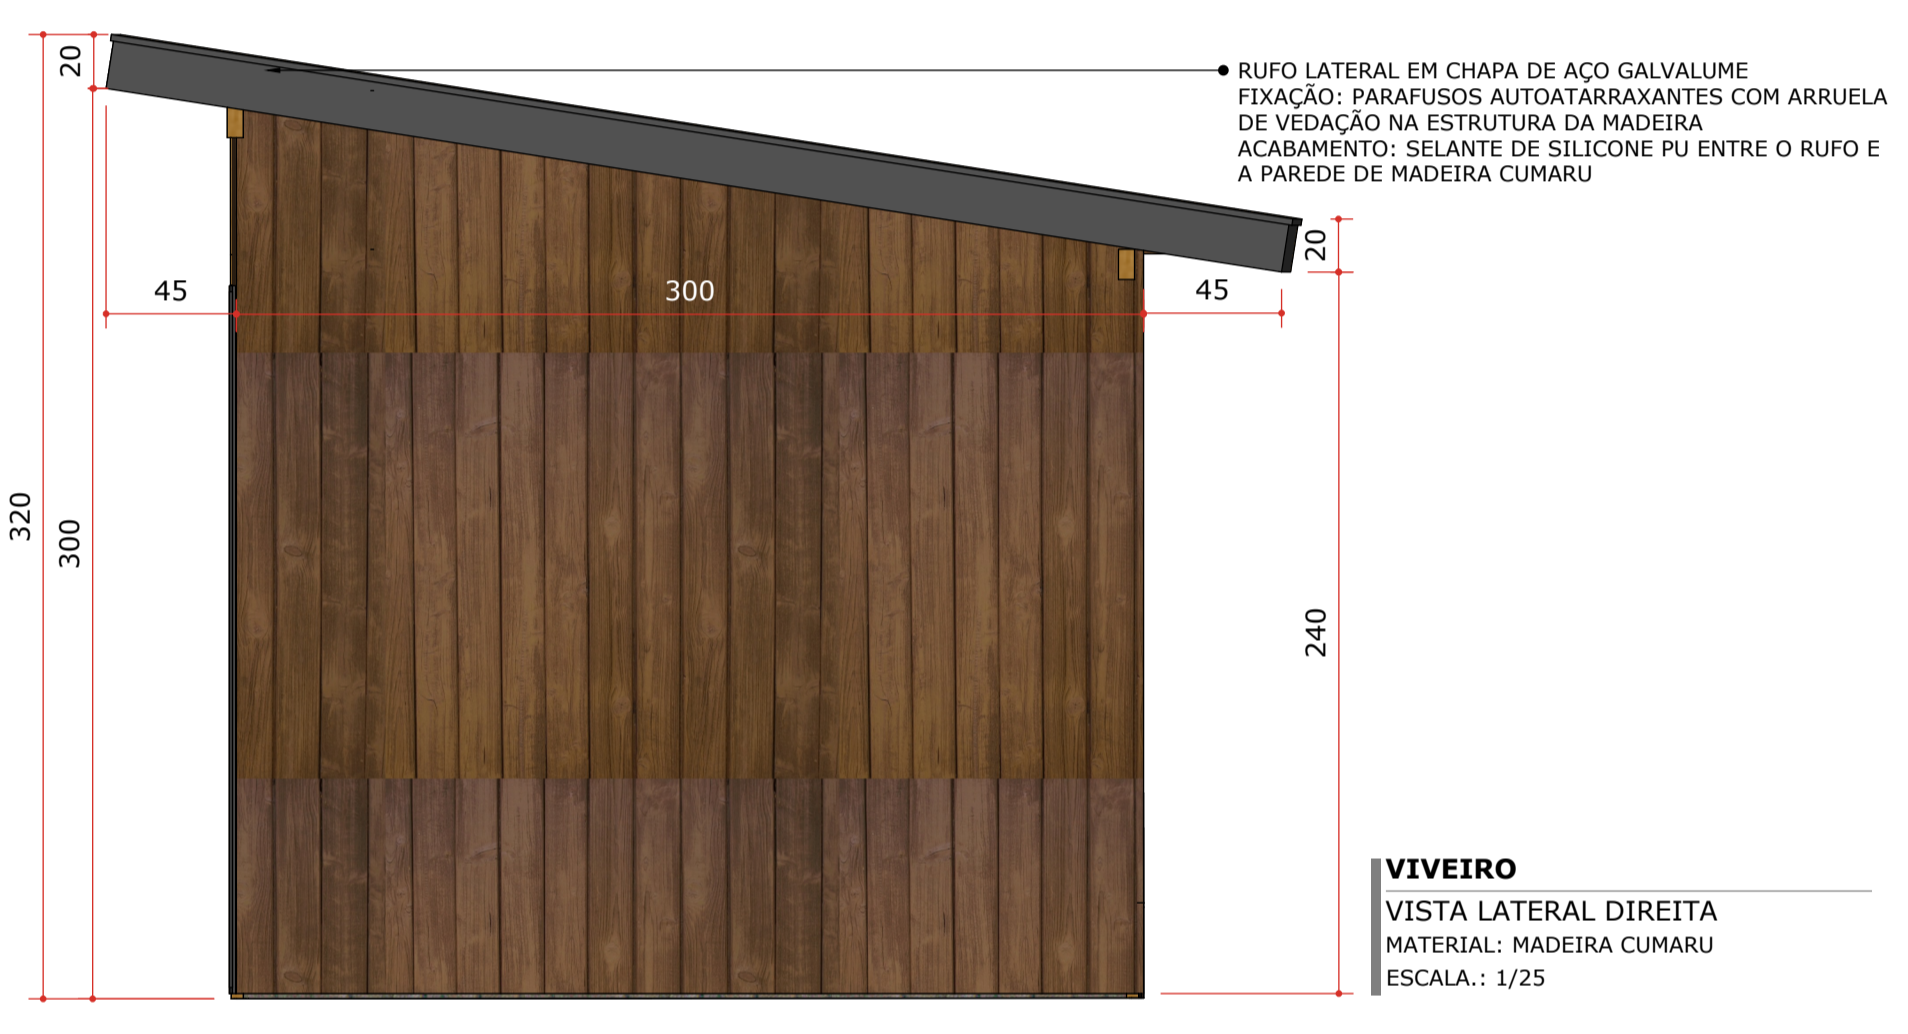 20
RUFO LATERAL EM CHAPA DE AÇO GALVALUME
FIXAÇÃO: PARAFUSOS AUTOATARRAXANTES COM ARRUELA
DE VEDAÇÃO NA ESTRUTURA DA MADEIRA
ACABAMENTO: SELANTE DE SILICONE PU ENTRE O RUFO E
A PAREDE DE MADEIRA CUMARU
20
45
300
45
320
300
240
VIVEIRO
VISTA LATERAL DIREITA
MATERIAL: MADEIRA CUMARU
ESCALA.: 1/25